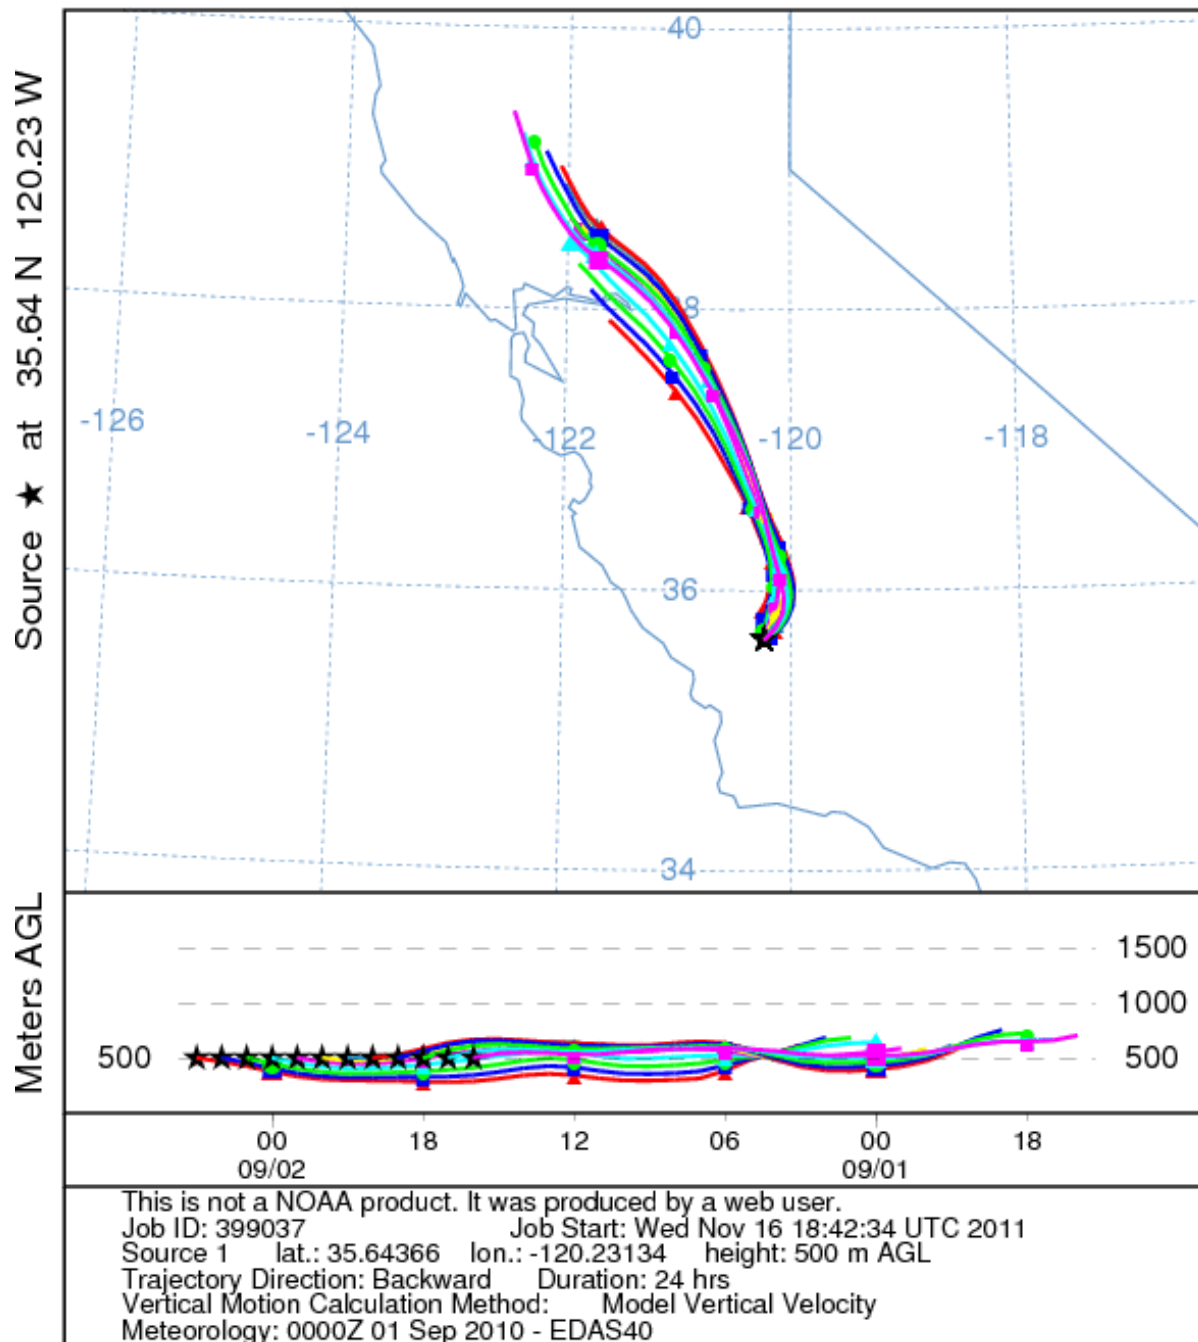 Source ★ at 35.64 N 120.23 W
40
38
-126
-124
-122
-120
-118
36
34
Meters AGL
1500
1000
500
500
00
18
12
06
00
18
09/02
09/01
This is not a NOAA product. It was produced by a web user.
Job ID: 399037 Job Start: Wed Nov 16 18:42:34 UTC 2011
Source 1 lat.: 35.64366 lon.: -120.23134 height: 500 m AGL
Trajectory Direction: Backward Duration: 24 hrs
Vertical Motion Calculation Method: Model Vertical Velocity
Meteorology: 0000Z 01 Sep 2010 - EDAS40